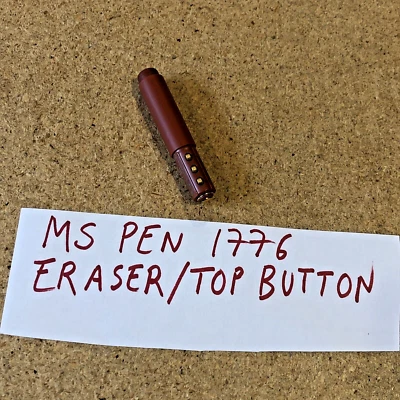 MS PEN 1776
ERASER/TOP BUTTON